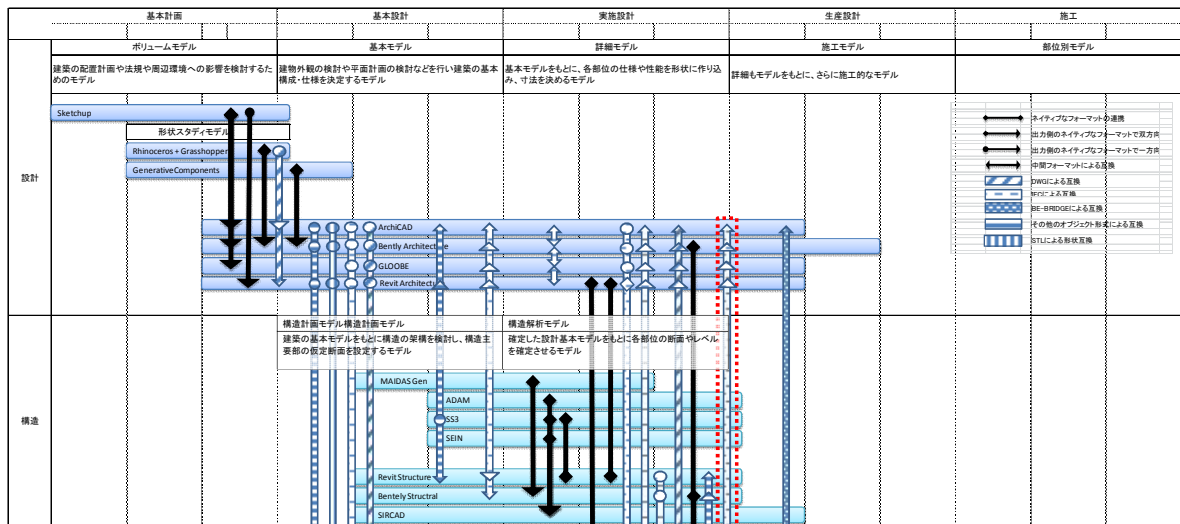 基本計画
基本設計
実施設計
生産設計
施工
ボリュームモデル
基本モデル
詳細モデル
施工モデル
部位別モデル
建築の配置計画や法規や周辺環境への影響を検討するた
めのモデル
建物外観の検討や平面計画の検討などを行い建築の基本
構成・仕様を決定するモデル
基本モデルをもとに、各部位の仕様や性能を形状に作り込
み、寸法を決めるモデル
詳細もモデルをもとに、さらに施工的なモデル
設計
Sketchup
形状スタディモデル
Rhinoceros + Grasshopper
GenerativeComponents
ArchiCAD
Bently Architecture
GLOOBE
Revit Architecture
ネイティブなフォーマットの連携
出力側のネイティブなフォーマットで双方向
出力側のネイティブなフォーマットで一方向
中間フォーマットによる互換
DWGによる互換
IFCによる互換
BE-BRIDGEによる互換
その他のオブジェクト形式による互換
STLによる形状互換
構造
構造計画モデル構造計画モデル
建築の基本モデルをもとに構造の架構を検討し、構造主
要部の仮定断面を設定するモデル
構造解析モデル
確定した設計基本モデルをもとに各部位の断面やレベル
を確定させるモデル
MAIDAS Gen
ADAM
SS3
SEIN
Revit Structure
Bentely Structral
SIRCAD